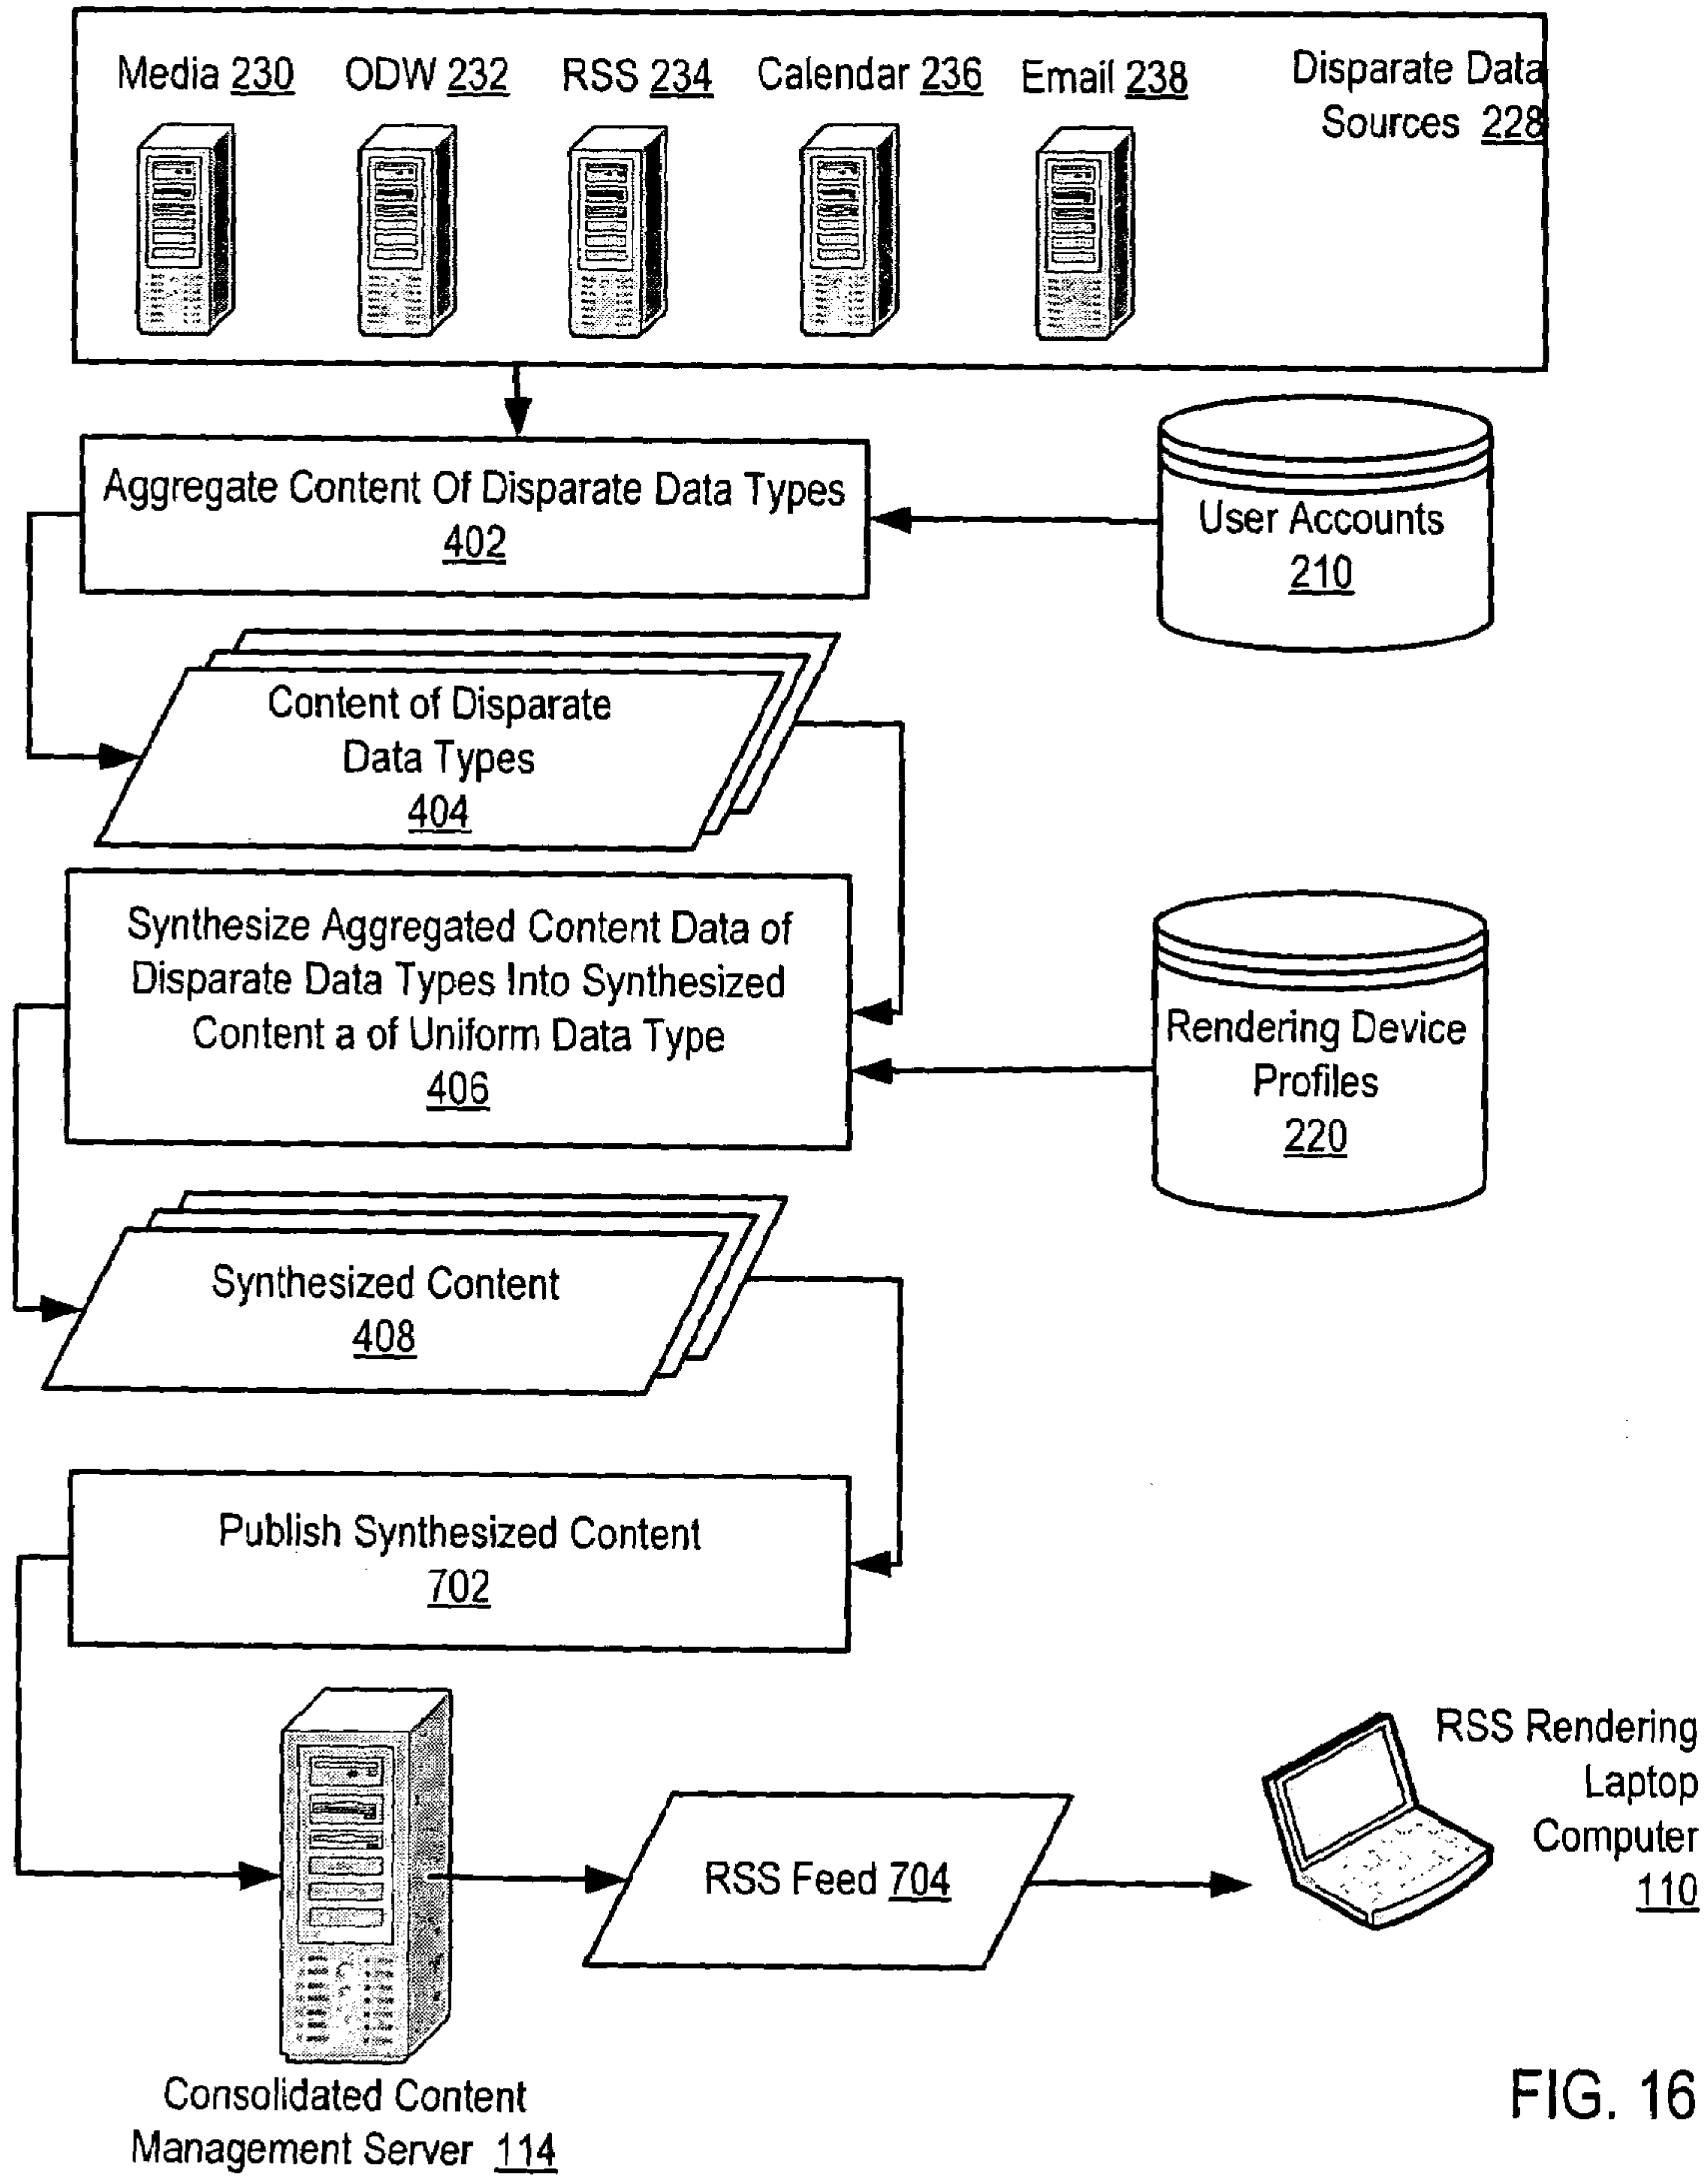 Media 230 ODW 232 RSS 234 Calendar 236 Email 238
Disparate Data
Sources 228
Aggregate Content Of Disparate Data Types
402
User Accounts
210
Content of Disparate
Data Types
404
Synthesize Aggregated Content Data of
Disparate Data Types Into Synthesized
Content a of Uniform Data Type
406
Rendering Device
Profiles
220
Synthesized Content
408
Publish Synthesized Content
702
RSS Rendering
Laptop
Computer
110
RSS Feed 704
Consolidated Content
Management Server 114
FIG. 16